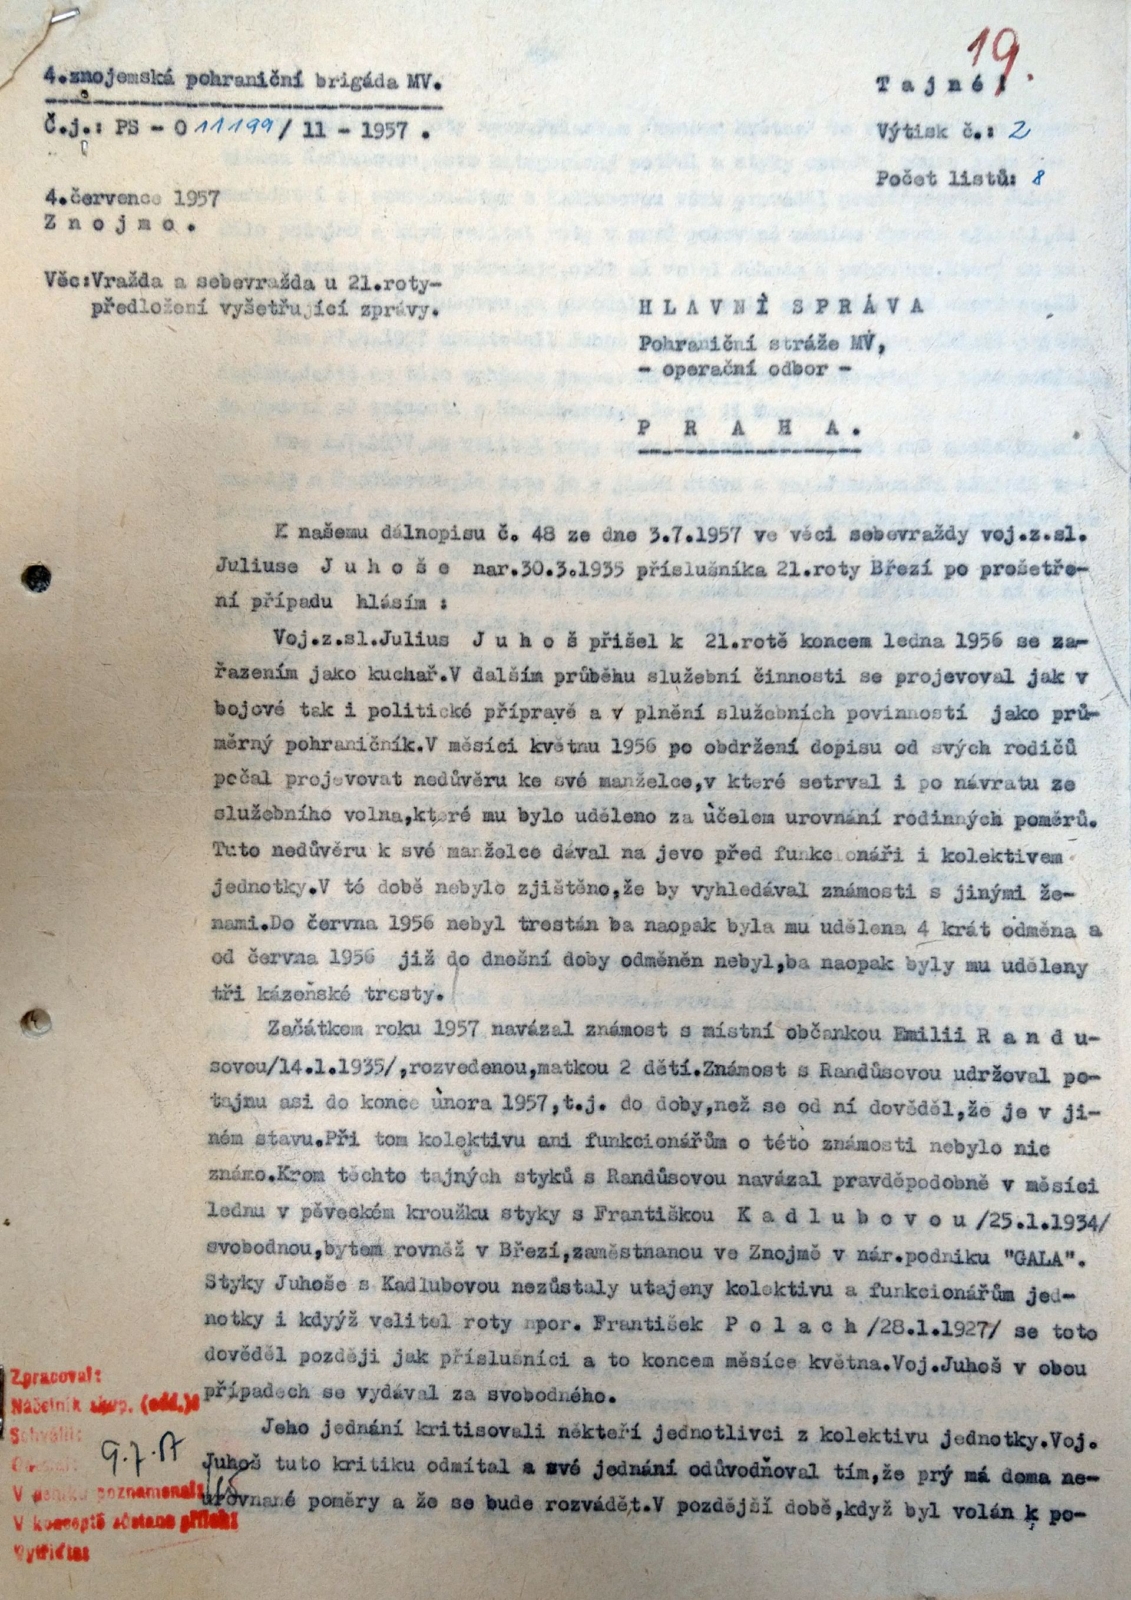 19.
4.znojemská pohraniční brigáda MV.
Tajné!
Č.j.: PS - 0 11199/11 - 1957 .
Výtisk č.: 2
Počet listů: 8
4.července 1957
Z n o j m o .
Věc:Vražda a sebevražda u 21.roty-
předložení vyšetřující zprávy.
H L A V N Í  S P R Á V A
Pohraniční stráže MV,
- operační odbor -
P R A H A .
K našemu dálnopisu č. 48 ze dne 3.7.1957 ve věci sebevraždy voj.z.sl.
Juliuse J u h o š e nar.30.3.1935 příslušníka 21.roty Březí po prošetře-
ní případu hlásím :
Voj.z.sl.Julius J u h o š přišel k 21.rotě koncem ledna 1956 se za-
řazením jako kuchař.V dalším průběhu služební činnosti se projevoval jak v
bojové tak i politické přípravě a v plnění služebních povinností jako prů-
měrný pohraničník.V měsíci květnu 1956 po obdržení dopisu od svých rodičů
počal projevovat nedůvěru ke své manželce,v které setrval i po návratu ze
služebního volna,které mu bylo uděleno za účelem urovnání rodinných poměrů.
Tuto nedůvěru k své manželce dával na jevo před funkcionáři i kolektivem
jednotky.V té době nebylo zjištěno,že by vyhledával známosti s jinými že-
nami.Do června 1956 nebyl trestán ba naopak byla mu udělena 4 krát odměna a
od června 1956 již do dnešní doby odměněn nebyl,ba naopak byly mu uděleny
tři kázeňské tresty.
Začátkem roku 1957 navázal známost s místní občankou Emilií R a n d u-
sovou/14.1.1935/,rozvedenou,matkou 2 dětí.Známost s Randůsovou udržoval po-
tajnu asi do konce února 1957,t.j. do doby,než se od ní dověděl,že je v ji-
ném stavu.Při tom kolektivu ani funkcionářům o této známosti nebylo nic
známo.Krom těchto tajných styků s Randůsovou navázal pravděpodobně v měsíci
lednu v pěveckém kroužku styky s Františkou K a d l u b o v o u /25.1.1934/
svobodnou,bytem rovněž v Březí,zaměstnanou ve Znojmě v nár.podniku "GALA".
Styky Juhoše s Kadlubovou nezůstaly utajeny kolektivu a funkcionářům jed-
notky i kdyýž velitel roty npor. František P o l a c h /28.1.1927/ se toto
dověděl později jak příslušníci a to koncem měsíce května.Voj.Juhoš v obou
případech se vydával za svobodného.
Jeho jednání kritisovali někteří jednotlivci z kolektivu jednotky.Voj.
Juhoš tuto kritiku odmítal a své jednání odůvodňoval tím,že prý má doma ne-
urovnané poměry a že se bude rozvádět.V pozdější době,když byl volán k po-
Zpracoval:
Náčelník skup. (odd.):
Schválil:
9.7.
V deníku poznamenal:
V konceptě zůstane příloh:
Vytřídit: